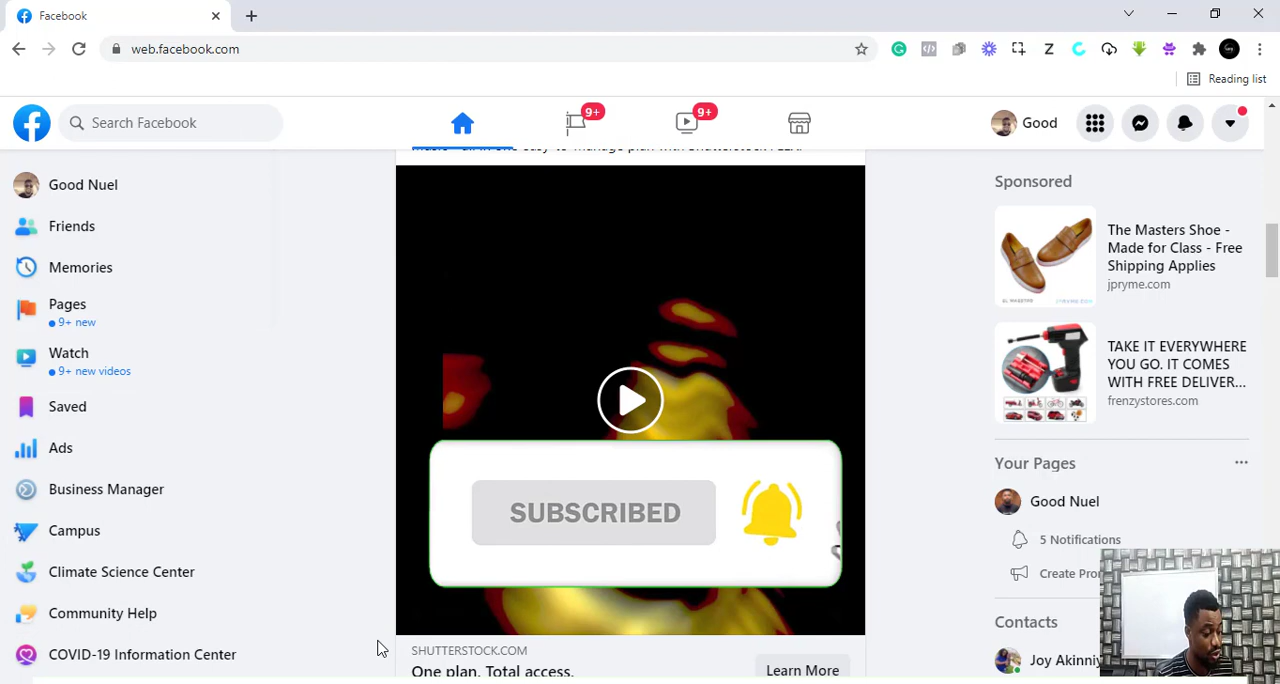 Facebook
web.facebook.com
Reading list
Search Facebook
9+
9+
Good
Good Nuel
Friends
Memories
Pages
9+ new
Watch
9+ new videos
Saved
Ads
Business Manager
Campus
Climate Science Center
Community Help
COVID-19 Information Center
SUBSCRIBED
SHUTTERSTOCK.COM
One plan. Total access.
Learn More
Sponsored
The Masters Shoe -
Made for Class - Free
Shipping Applies
jpryme.com
TAKE IT EVERYWHERE
YOU GO. IT COMES
WITH FREE DELIVER...
frenzystores.com
Your Pages
Good Nuel
5 Notifications
Contacts